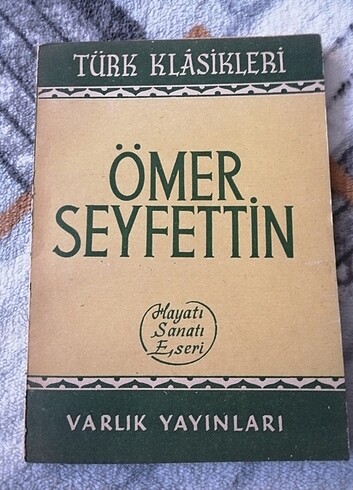 TÜRK KLÂSİKLERİ
ÖMER
SEYFETTİN
Hayatı
Sanatı
Eseri
VARLIK YAYINLARI